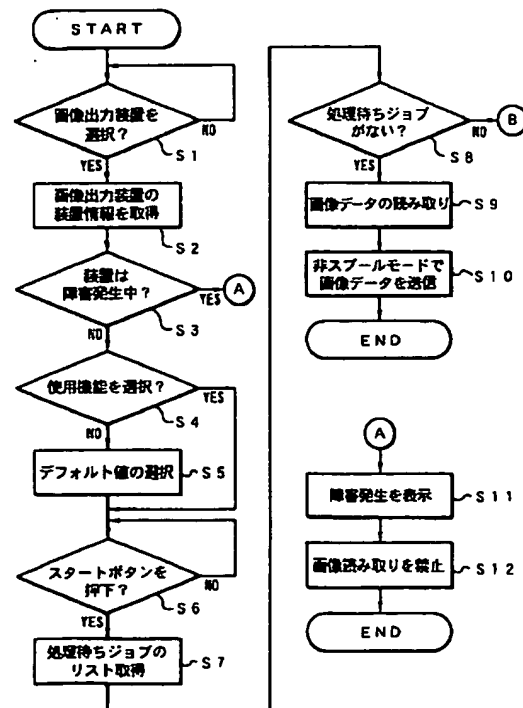 START
画像出力装置を
選択?
NO
S1
YES
画像出力装置の
装置情報を取得
S2
装置は
障害発生中?
YES
A
S3
NO
使用機能を選択?
YES
S4
NO
デフォルト値の選択
S5
スタートボタンを
押下?
NO
S6
YES
処理待ちジョブの
リスト取得
S7
処理待ちジョブ
がない?
NO
B
S8
YES
画像データの読み取り
S9
非スプールモードで
画像データを送信
S10
END
A
障害発生を表示
S11
画像読み取りを禁止
S12
END